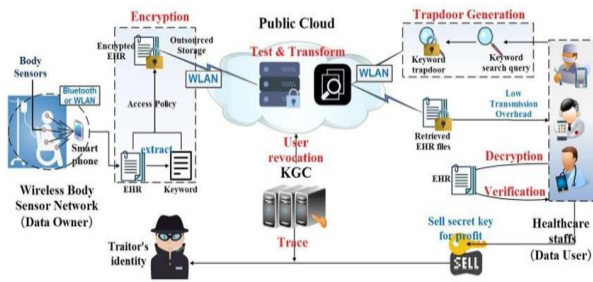 Encryption
Public Cloud
Trapdoor Generation
Encrypted
EHR
Outsourced
Storage
Test & Transform
WLAN
WLAN
Keyword
trapdoor
Keyword
search query
Body
Sensors
Bluetooth
or WLAN
Access Policy
Low
Transmission
Overhead
Smart
phone
extract
User
revocation
Retrieved
EHR files
Decryption
EHR
Keyword
KGC
EHR
Verification
Wireless Body
Sensor Network
(Data Owner)
Trace
Sell secret key
for profit
Healthcare
staffs
(Data User)
Traitor's
identity
SELL